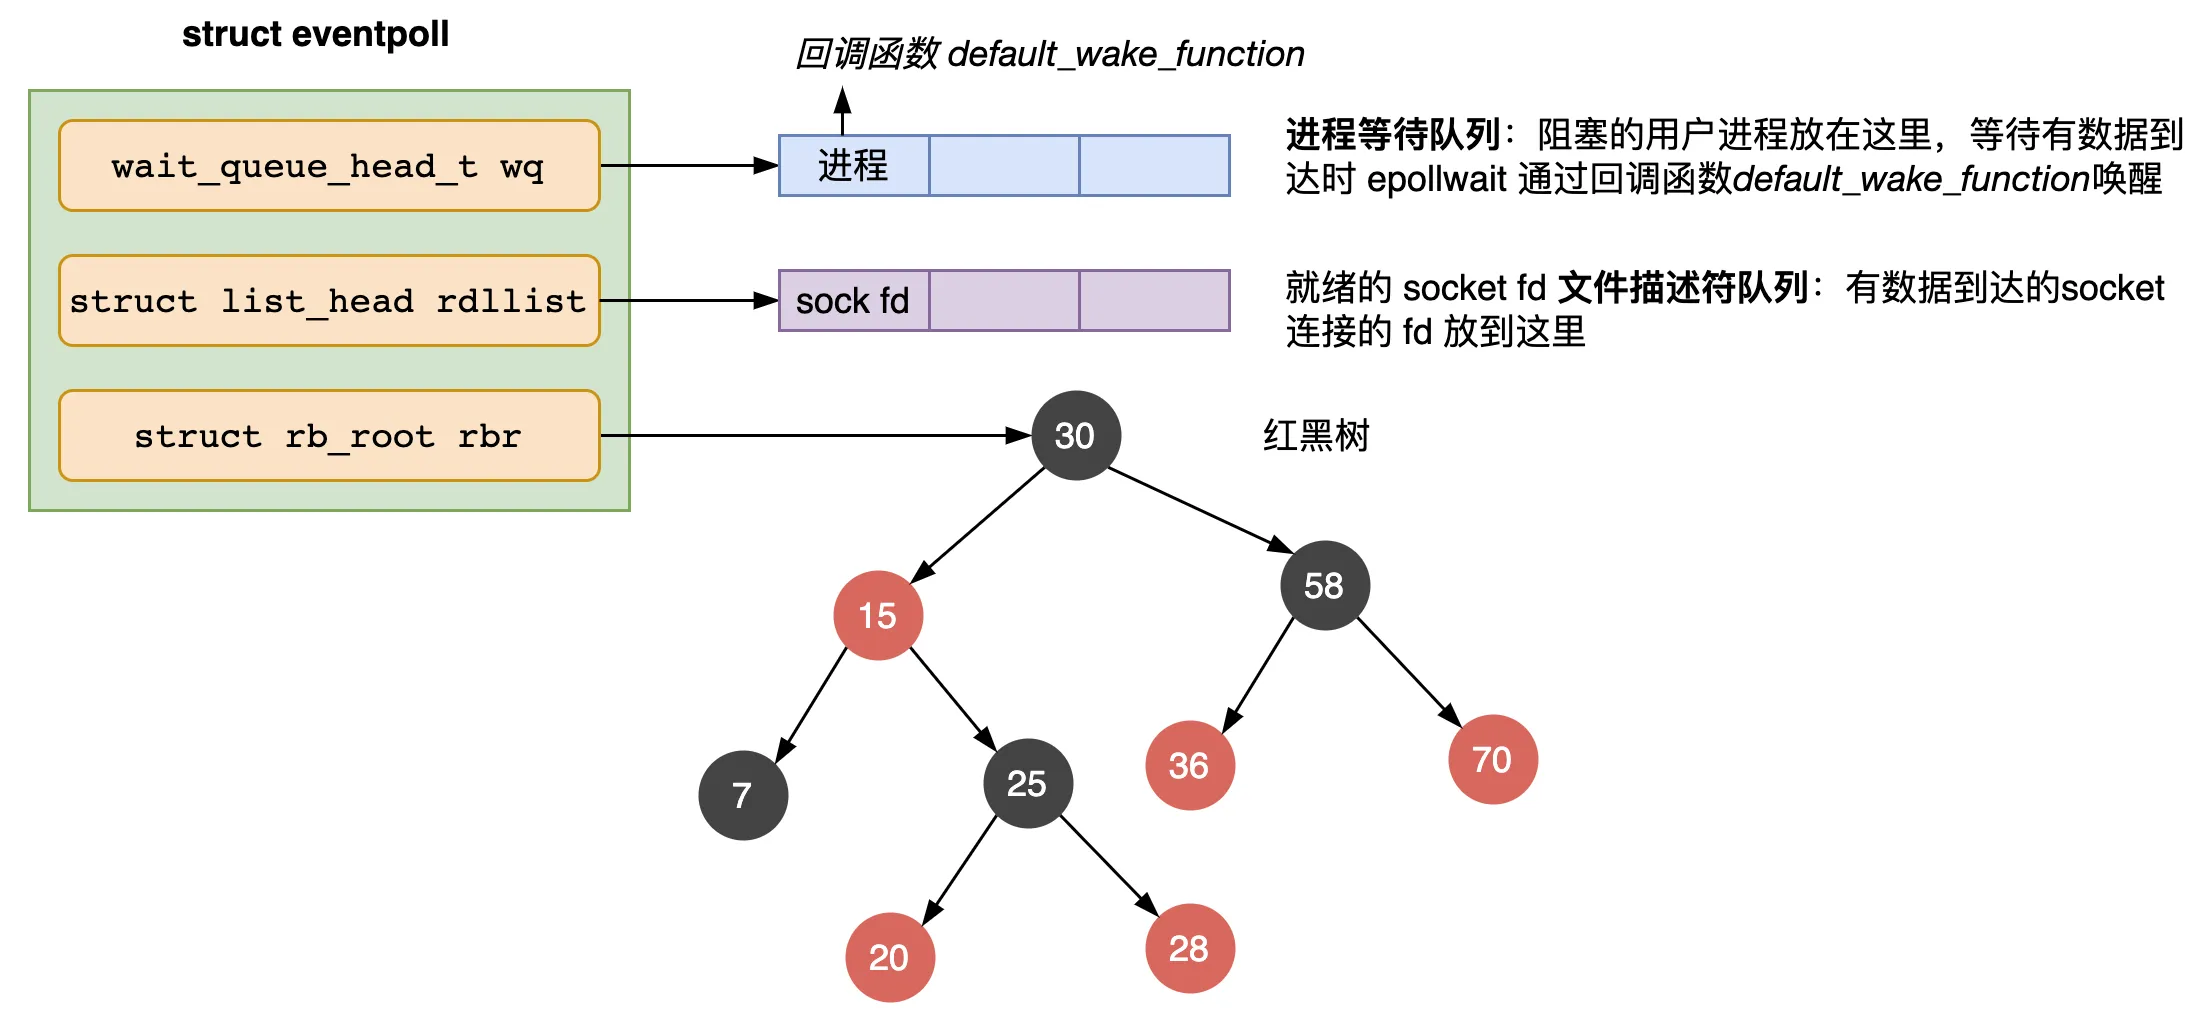 struct eventpoll
回调函数 default_wake_function
wait_queue_head_t wq
进程
进程等待队列：阻塞的用户进程放在这里，等待有数据到
达时 epollwait 通过回调函数default_wake_function唤醒
struct list_head rdllist
sock fd
就绪的 socket fd 文件描述符队列：有数据到达的socket
连接的 fd 放到这里
struct rb_root rbr
30
红黑树
15
58
7
25
36
70
20
28